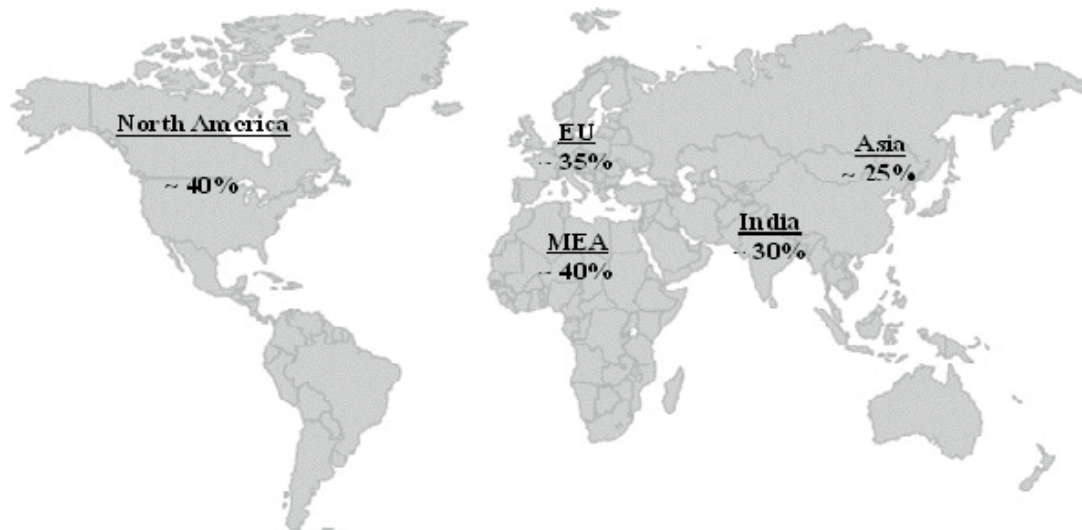 North America
~ 40%
EU
~ 35%
Asia
~ 25%
India
~ 30%
MEA
~ 40%